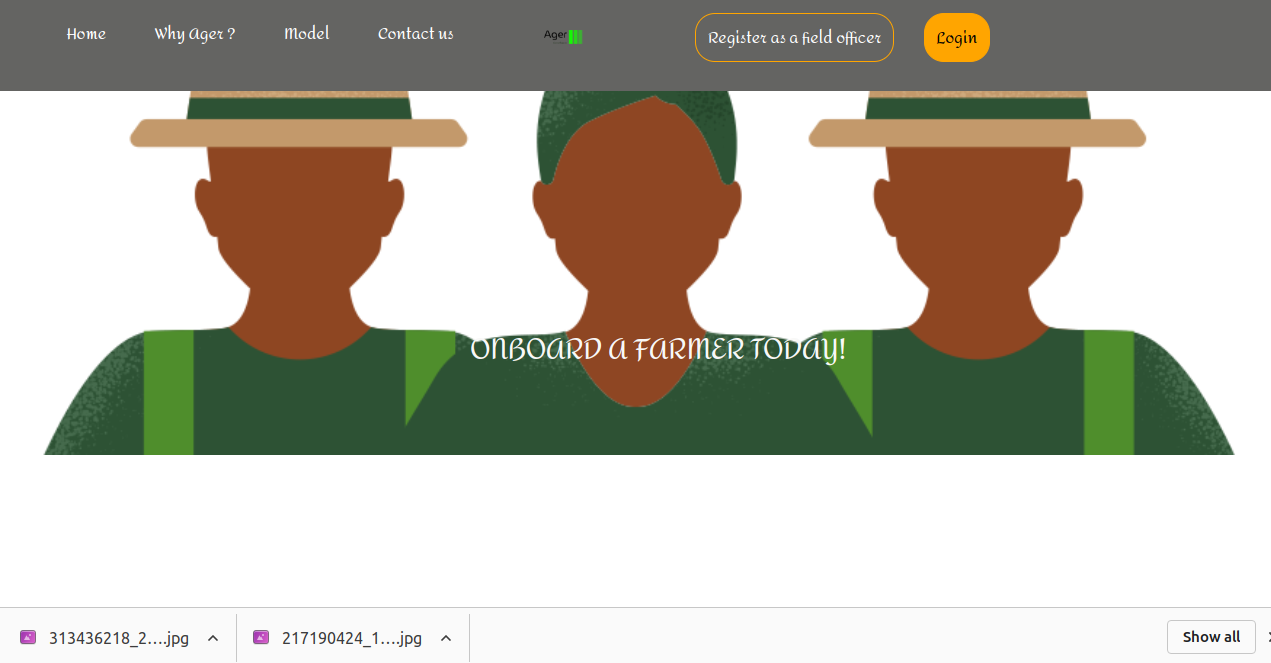 Home Why Ager ? Model Contact us Ager Register as a field officer Login
ONBOARD A FARMER TODAY!
313436218_2....jpg 217190424_1....jpg Show all